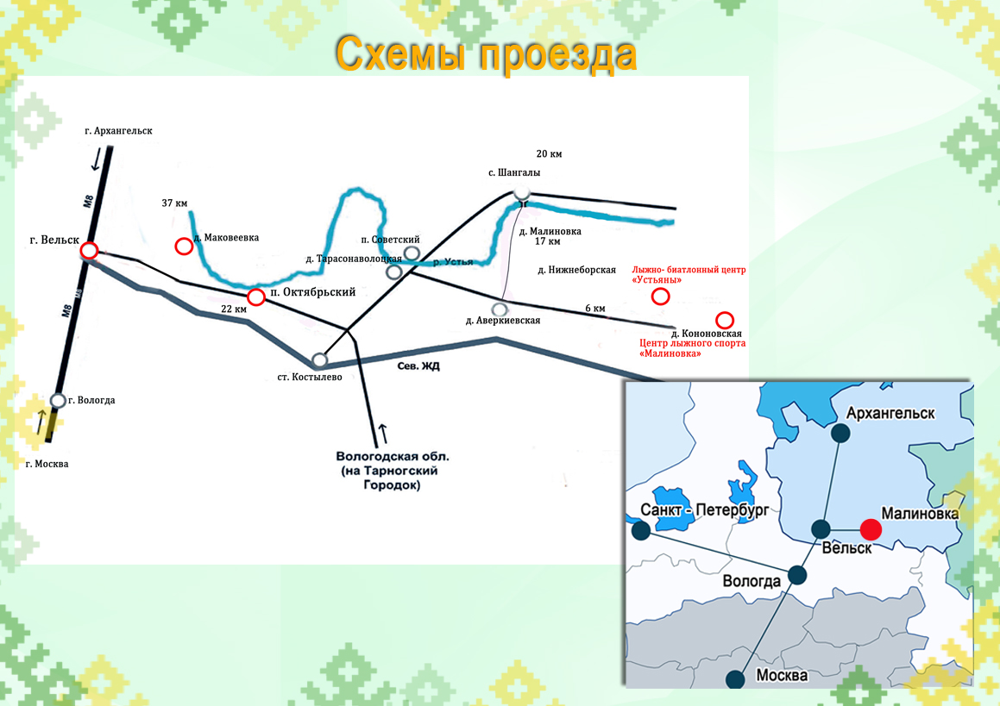 Схемы проезда
г. Архангельск
20 км
с. Шангалы
М8
37 км
д. Маковеевка
г. Вельск
п. Советский
д. Малиновка
17 км
д. Тарасонаволоцкая
р. Устья
д. Нижнеборская
Лыжно- биатлонный центр
«Устьяны»
п. Октябрьский
М8
М8
22 км
6 км
д. Аверкиевская
д. Кононовская
Центр лыжного спорта
«Малиновка»
ст. Костылево
Сев. ЖД
г. Вологда
г. Москва
Вологодская обл.
(на Тарногский
Городок)
Архангельск
Санкт - Петербург
Малиновка
Вельск
Вологда
Москва